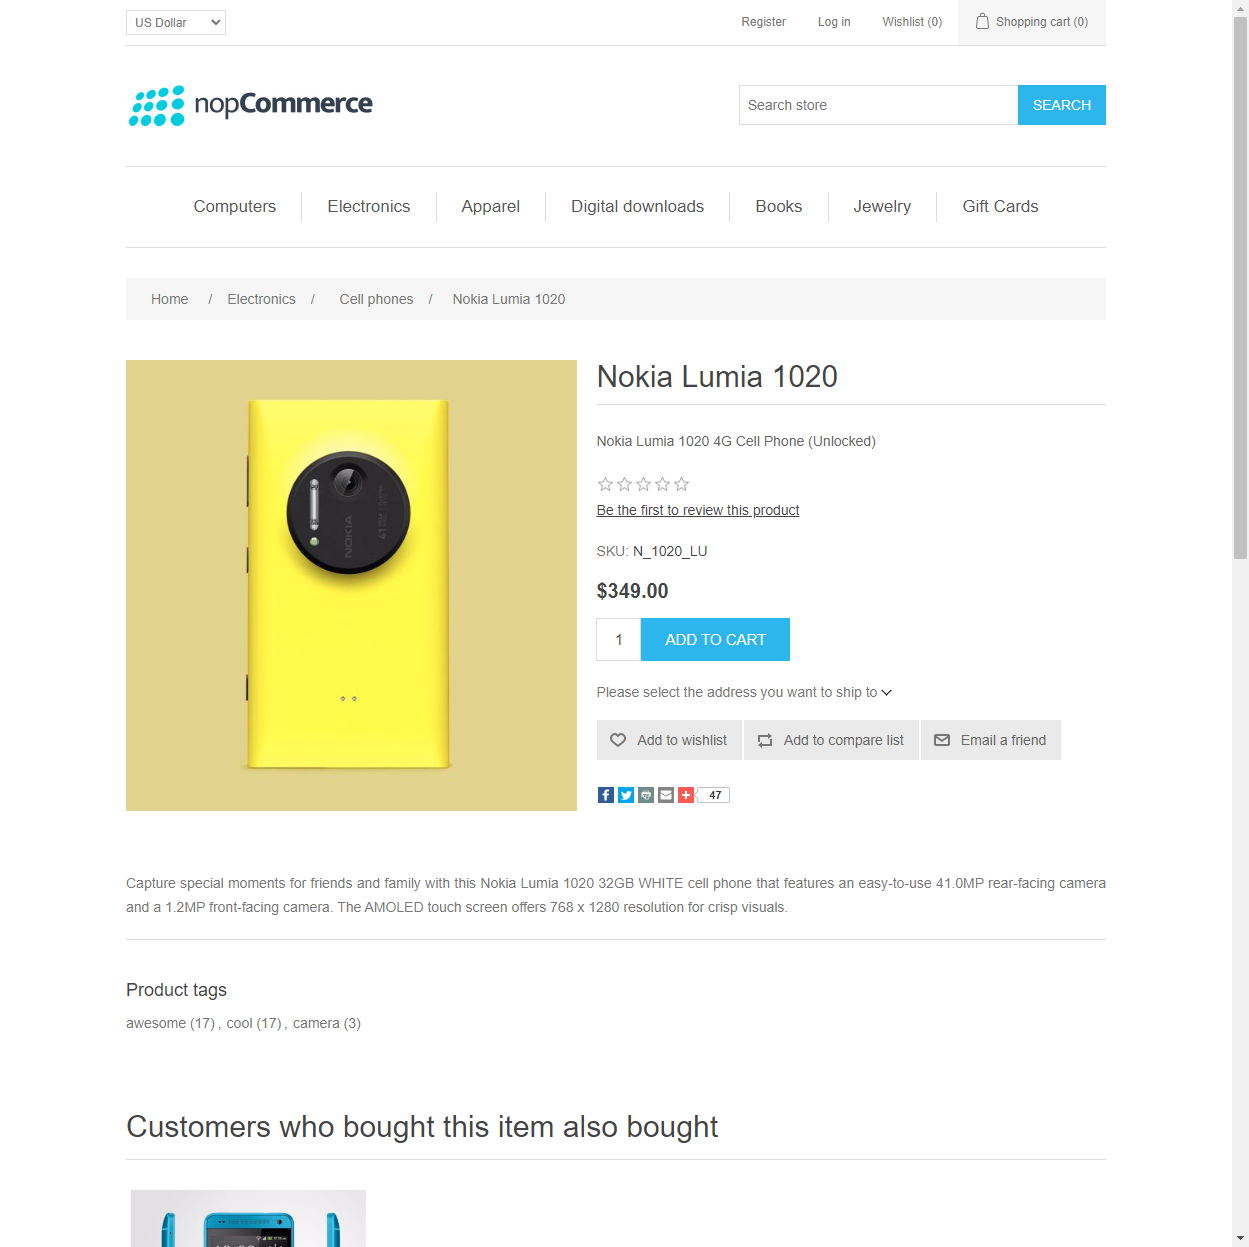 US Dollar
Register Log in Wishlist (0) Shopping cart (0)
nopCommerce
Search store
SEARCH
Computers Electronics Apparel Digital downloads Books Jewelry Gift Cards
Home / Electronics / Cell phones / Nokia Lumia 1020
Nokia Lumia 1020
Nokia Lumia 1020 4G Cell Phone (Unlocked)
Be the first to review this product
SKU: N_1020_LU
$349.00
1 ADD TO CART
Please select the address you want to ship to
Add to wishlist Add to compare list Email a friend
47
NOKIA
Capture special moments for friends and family with this Nokia Lumia 1020 32GB WHITE cell phone that features an easy-to-use 41.0MP rear-facing camera
and a 1.2MP front-facing camera. The AMOLED touch screen offers 768 x 1280 resolution for crisp visuals.
Product tags
awesome (17) , cool (17) , camera (3)
Customers who bought this item also bought